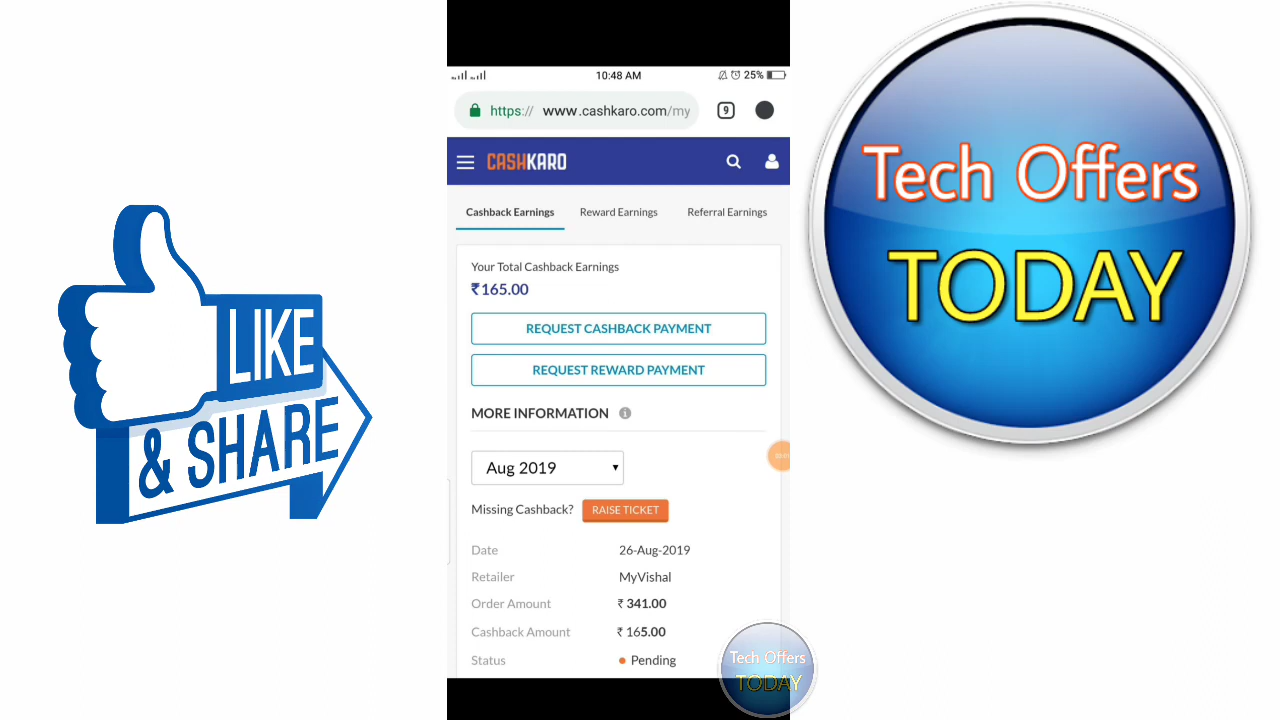 LIKE
& SHARE
10:48 AM
25%
https:// www.cashkaro.com/my
9
CASHKARO
Cashback Earnings Reward Earnings Referral Earnings
Your Total Cashback Earnings
₹165.00
REQUEST CASHBACK PAYMENT
REQUEST REWARD PAYMENT
MORE INFORMATION
Aug 2019
Missing Cashback? RAISE TICKET
Date 26-Aug-2019
Retailer MyVishal
Order Amount ₹ 341.00
Cashback Amount ₹ 165.00
Status Pending
Tech Offers
TODAY
Tech Offers
TODAY